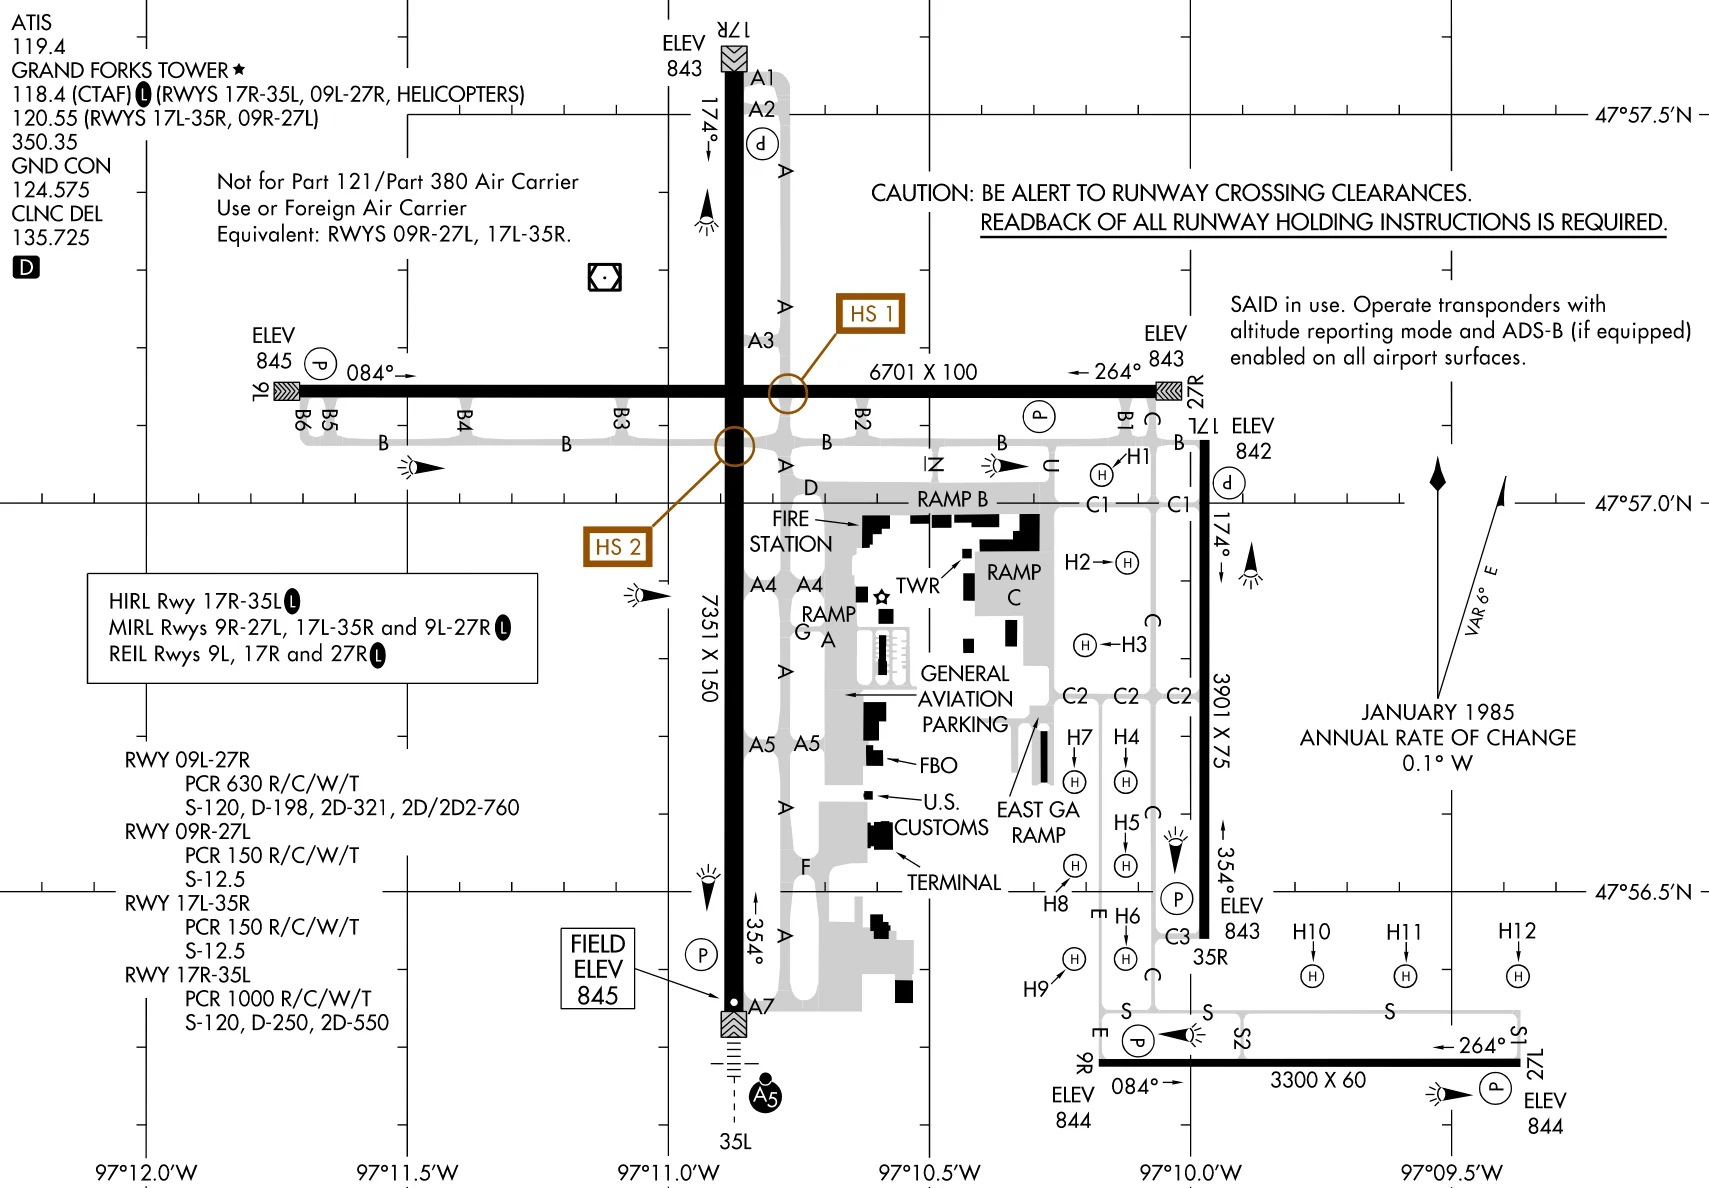 ATIS
119.4
GRAND FORKS TOWER★
118.4 (CTAF) L (RWYS 17R-35L, 09L-27R, HELICOPTERS)
120.55 (RWYS 17L-35R, 09R-27L)
350.35
GND CON
124.575
CLNC DEL
135.725
D
Not for Part 121/Part 380 Air Carrier
Use or Foreign Air Carrier
Equivalent: RWYS 09R-27L, 17L-35R.
CAUTION: BE ALERT TO RUNWAY CROSSING CLEARANCES.
READBACK OF ALL RUNWAY HOLDING INSTRUCTIONS IS REQUIRED.
SAID in use. Operate transponders with
altitude reporting mode and ADS-B (if equipped)
enabled on all airport surfaces.
17R
ELEV
843
A1
A2
P
174°
A
A
A3
47°57.5'N
HS 1
ELEV
845
P
9L
084°
6701 X 100
264°
ELEV
843
27R
B6
B5
B4
B3
B2
B1
P
C
B
B
B
B
B
17L
ELEV
842
P
HS 2
A
D
N
U
H1
H
RAMP B
C1
C1
47°57.0'N
FIRE
STATION
TWR
RAMP
C
H2
H
174°
A4
A4
RAMP
A
G
H3
H
C
VAR 6° E
JANUARY 1985
ANNUAL RATE OF CHANGE
0.1° W
HIRL Rwy 17R-35L L
MIRL Rwys 9R-27L, 17L-35R and 9L-27R L
REIL Rwys 9L, 17R and 27R L
7351 X 150
A
GENERAL
AVIATION
PARKING
C2
C2
C2
3901 X 75
A5
A5
FBO
H7
H
H4
H
A
U.S.
CUSTOMS
EAST GA
RAMP
H5
H
C
F
TERMINAL
H8
H
P
354°
47°56.5'N
RWY 09L-27R
PCR 630 R/C/W/T
S-120, D-198, 2D-321, 2D/2D2-760
RWY 09R-27L
PCR 150 R/C/W/T
S-12.5
RWY 17L-35R
PCR 150 R/C/W/T
S-12.5
RWY 17R-35L
PCR 1000 R/C/W/T
S-120, D-250, 2D-550
FIELD
ELEV
845
P
354°
A
A7
A5
35L
E
H6
H
H9
H
C3
C
ELEV
843
35R
H10
H
H11
H
H12
H
S
S
S
E
P
S2
S1
264°
9R
27L
084°
3300 X 60
P
ELEV
844
ELEV
844
97°12.0'W
97°11.5'W
97°11.0'W
97°10.5'W
97°10.0'W
97°09.5'W